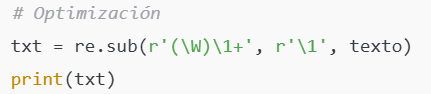 # Optimización
txt = re.sub(r'(\W)\1+', r'\1', texto)
print(txt)